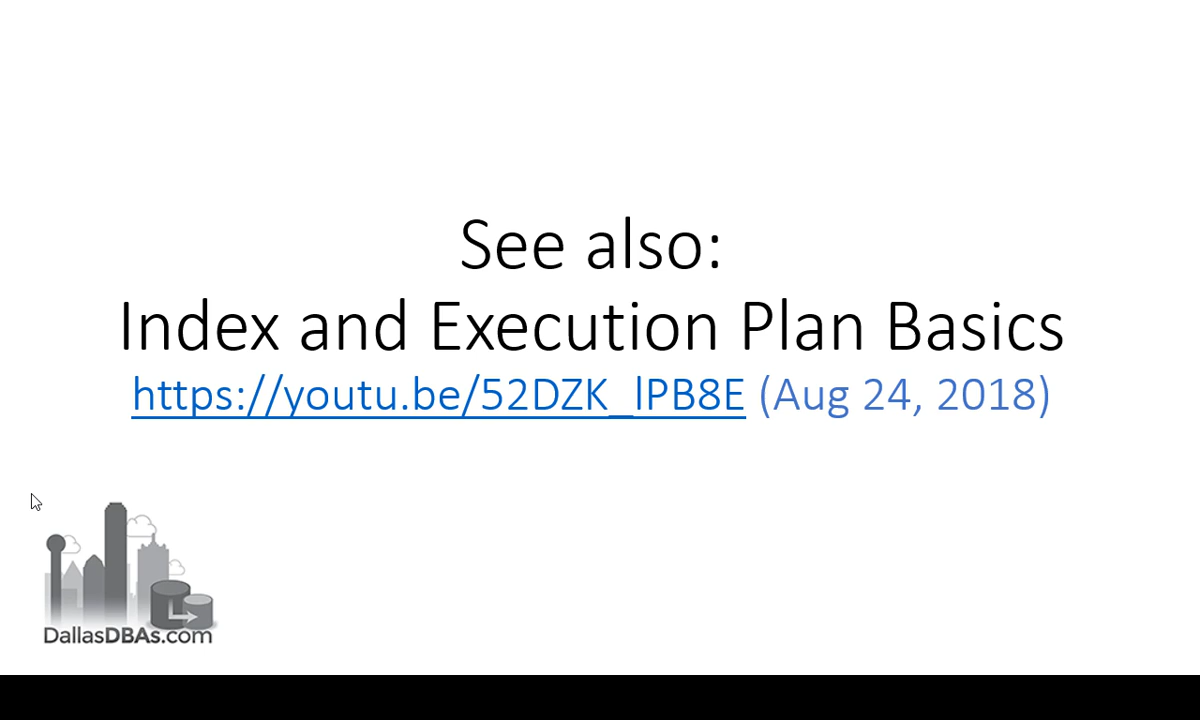 See also:
Index and Execution Plan Basics
https://youtu.be/52DZK_lPB8E (Aug 24, 2018)
DallasDBAs.com